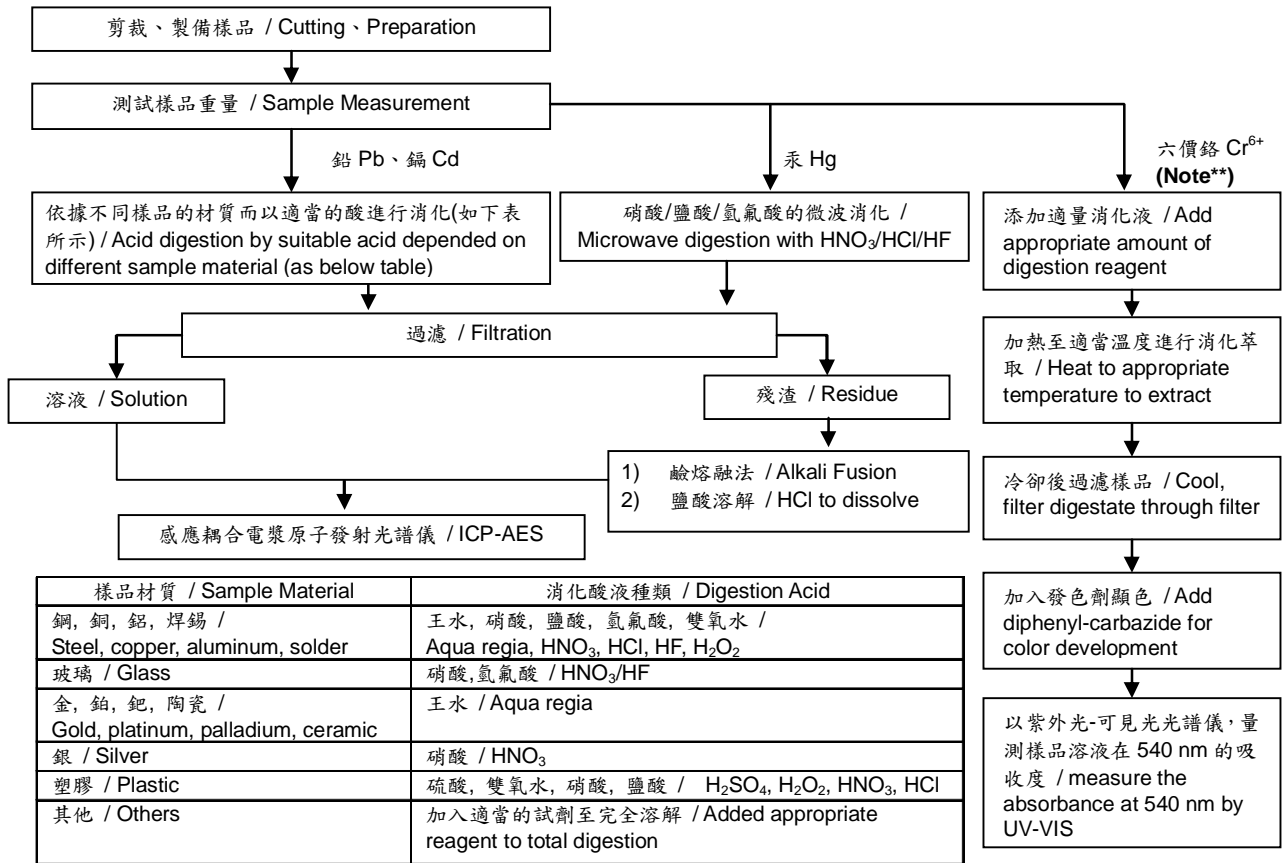 剪裁、製備樣品 / Cutting、Preparation
測試樣品重量 / Sample Measurement
鉛 Pb、鎘 Cd
汞 Hg
六價鉻 Cr⁶⁺
(Note**)
依據不同樣品的材質而以適當的酸進行消化(如下表
所示) / Acid digestion by suitable acid depended on
different sample material (as below table)
硝酸/鹽酸/氫氟酸的微波消化 /
Microwave digestion with HNO₃/HCl/HF
添加適量消化液 / Add
appropriate amount of
digestion reagent
過濾 / Filtration
加熱至適當溫度進行消化萃
取 / Heat to appropriate
temperature to extract
溶液 / Solution
殘渣 / Residue
1) 鹼熔融法 / Alkali Fusion
2) 鹽酸溶解 / HCl to dissolve
冷卻後過濾樣品 / Cool,
filter digestate through filter
感應耦合電漿原子發射光譜儀 / ICP-AES
樣品材質 / Sample Material
消化酸液種類 / Digestion Acid
鋼, 銅, 鋁, 焊錫 /
Steel, copper, aluminum, solder
王水, 硝酸, 鹽酸, 氫氟酸, 雙氧水 /
Aqua regia, HNO₃, HCl, HF, H₂O₂
玻璃 / Glass
硝酸,氫氟酸 / HNO₃/HF
金, 鉑, 鈀, 陶瓷 /
Gold, platinum, palladium, ceramic
王水 / Aqua regia
銀 / Silver
硝酸 / HNO₃
塑膠 / Plastic
硫酸, 雙氧水, 硝酸, 鹽酸 / H₂SO₄, H₂O₂, HNO₃, HCl
其他 / Others
加入適當的試劑至完全溶解 / Added appropriate
reagent to total digestion
加入發色劑顯色 / Add
diphenyl-carbazide for
color development
以紫外光-可見光光譜儀，量
測樣品溶液在 540 nm 的吸
收度 / measure the
absorbance at 540 nm by
UV-VIS